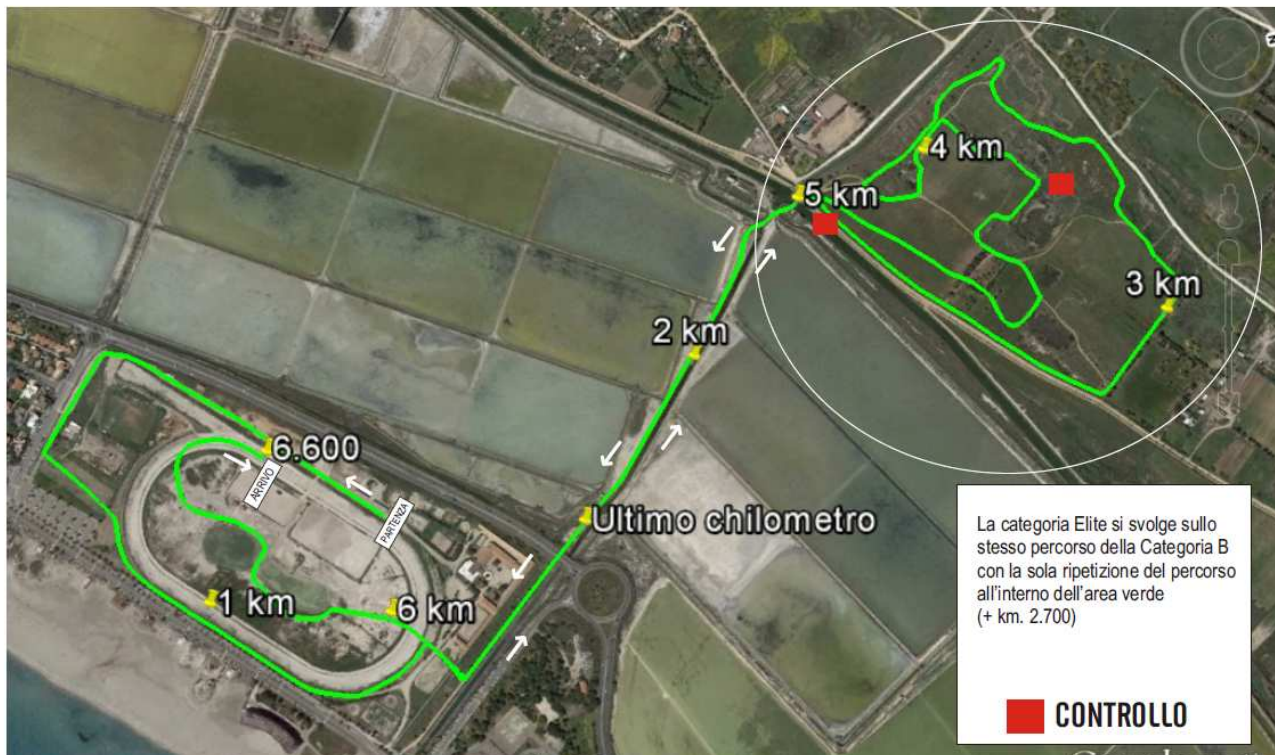 4 km
5 km
3 km
2 km
6.600
ARRIVO
PARTENZA
Ultimo chilometro
1 km
6 km
La categoria Elite si svolge sullo
stesso percorso della Categoria B
con la sola ripetizione del percorso
all'interno dell'area verde
(+ km. 2.700)
CONTROLLO